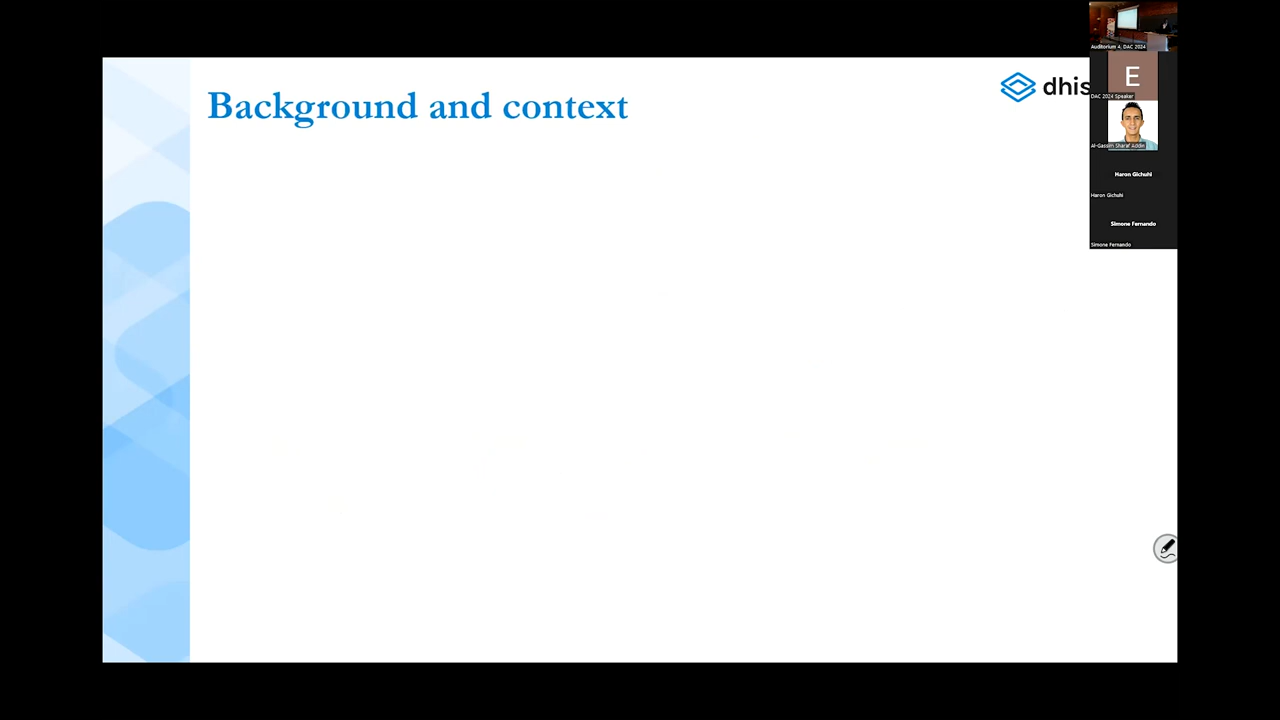 Background and context
dhis
Auditorium 4, DAC 2024
E
DAC 2024 Speaker
Al-Gassim Sharaf Addin
Haron Gichuhi
Haron Gichuhi
Simone Fernando
Simone Fernando